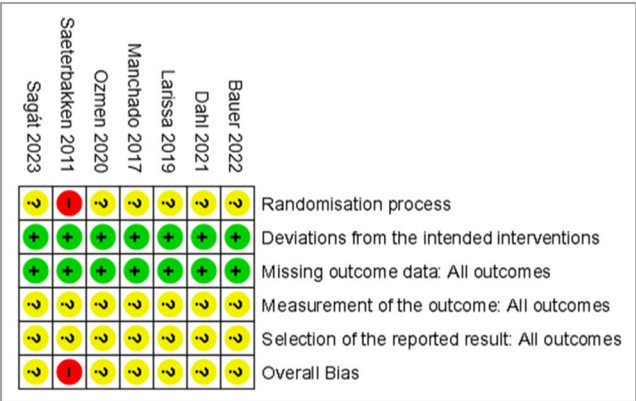 Sagát 2023
Saeterbakken 2011
Ozmen 2020
Manchado 2017
Larissa 2019
Dahl 2021
Bauer 2022
? - ? ? ? ? ? Randomisation process
+ + + + + + + Deviations from the intended interventions
+ + + + + + + Missing outcome data: All outcomes
? ? ? ? ? ? ? Measurement of the outcome: All outcomes
? ? ? ? ? ? ? Selection of the reported result: All outcomes
? - ? ? ? ? ? Overall Bias